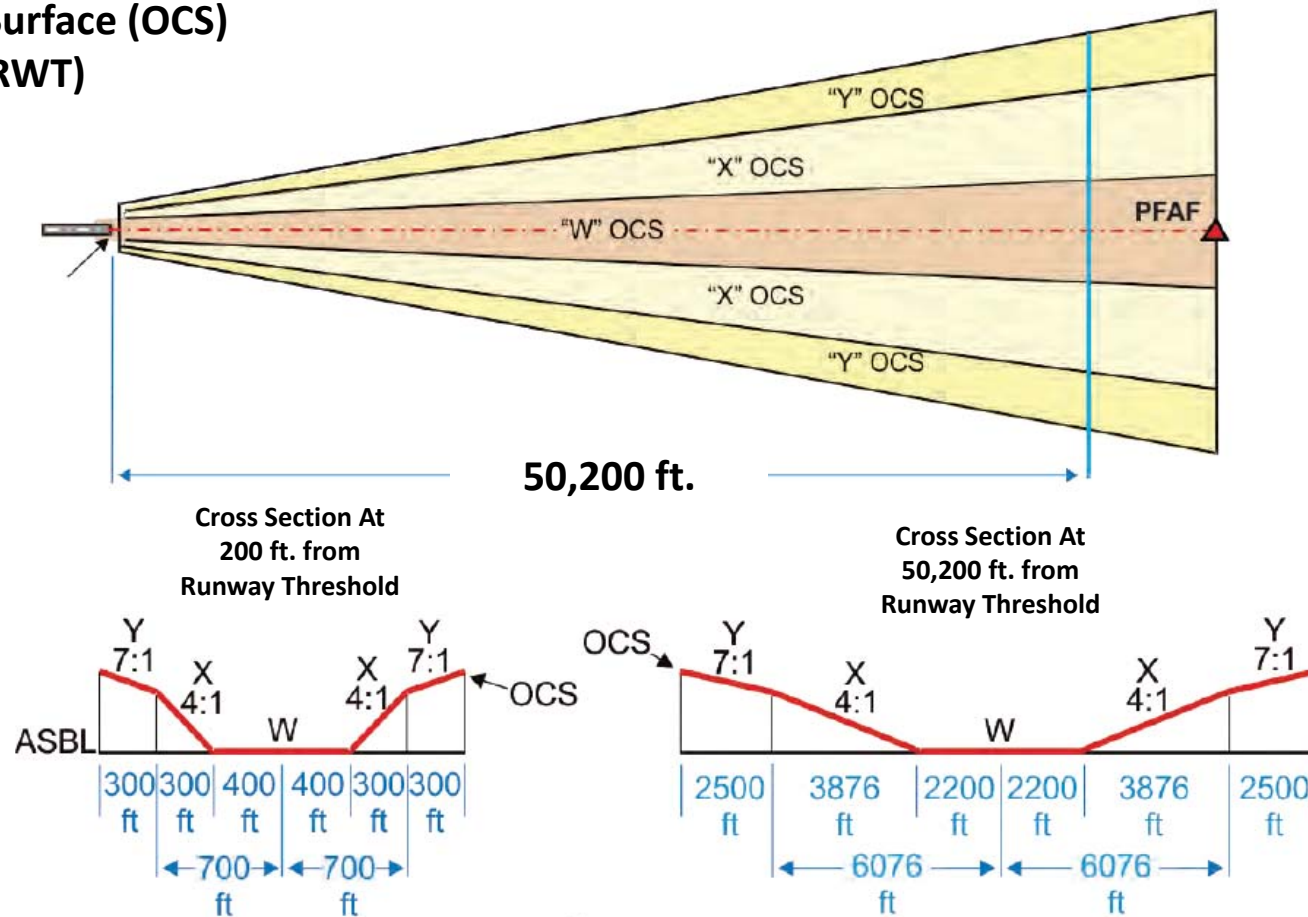 Surface (OCS)
RWT)
"Y" OCS
"X" OCS
PFAF
"W" OCS
"X" OCS
"Y" OCS
50,200 ft.
Cross Section At
200 ft. from
Runway Threshold
Cross Section At
50,200 ft. from
Runway Threshold
Y
7:1
X
4:1
W
X
4:1
Y
7:1
OCS
ASBL
300 ft
300 ft
400 ft
400 ft
300 ft
300 ft
700 ft
700 ft
OCS
Y
7:1
X
4:1
W
X
4:1
Y
7:1
2500 ft
3876 ft
2200 ft
2200 ft
3876 ft
2500 ft
6076 ft
6076 ft